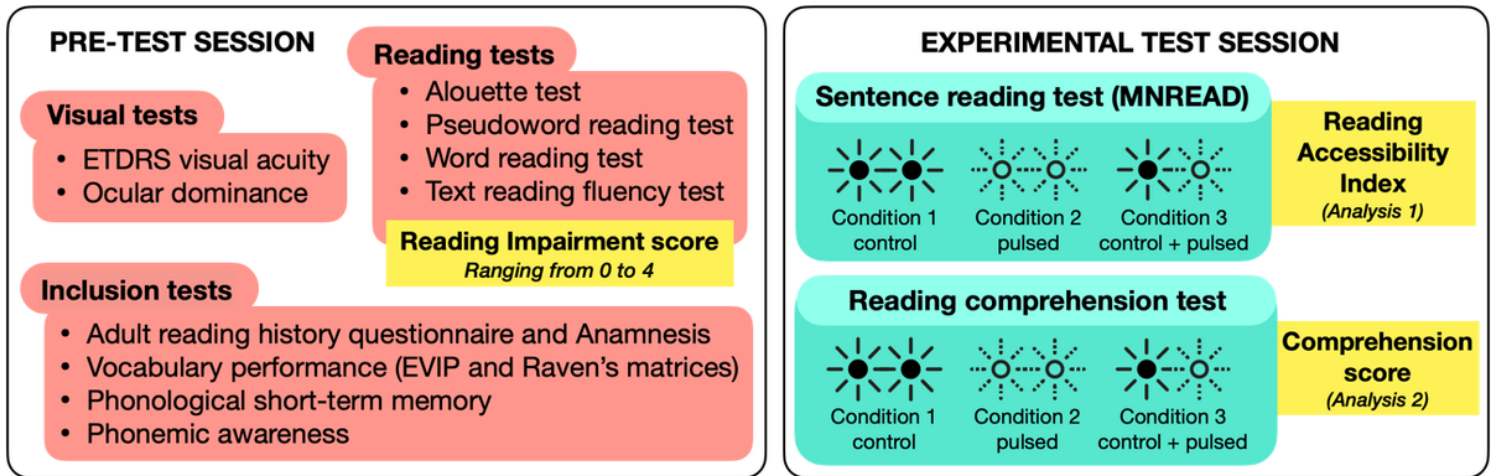 PRE-TEST SESSION
Visual tests
• ETDRS visual acuity
• Ocular dominance
Reading tests
• Alouette test
• Pseudoword reading test
• Word reading test
• Text reading fluency test
Reading Impairment score
Ranging from 0 to 4
Inclusion tests
• Adult reading history questionnaire and Anamnesis
• Vocabulary performance (EVIP and Raven's matrices)
• Phonological short-term memory
• Phonemic awareness
EXPERIMENTAL TEST SESSION
Sentence reading test (MNREAD)
Condition 1
control
Condition 2
pulsed
Condition 3
control + pulsed
Reading
Accessibility
Index
(Analysis 1)
Reading comprehension test
Condition 1
control
Condition 2
pulsed
Condition 3
control + pulsed
Comprehension
score
(Analysis 2)